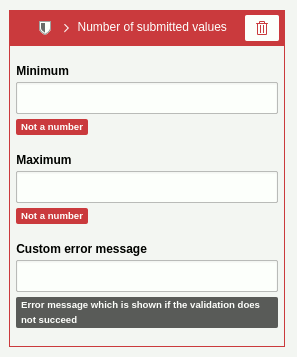 Number of submitted values
Minimum
Not a number
Maximum
Not a number
Custom error message
Error message which is shown if the validation does
not succeed